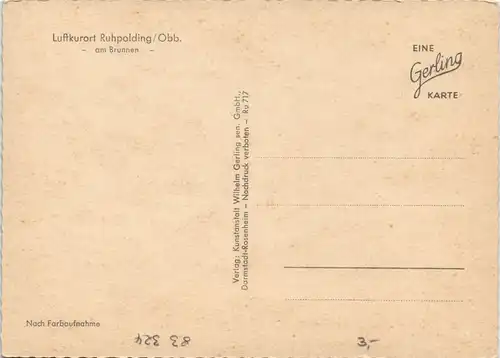 Luftkurort Ruhpolding/Obb.
- am Brunnen -
EINE
Gerling
KARTE
Verlag: Kunstanstalt Wilhelm Gerling sen. GmbH.,
Darmstadt-Rosenheim - Nachdruck verboten - Ru 717
Nach Farbaufnahme
83 324
3,-